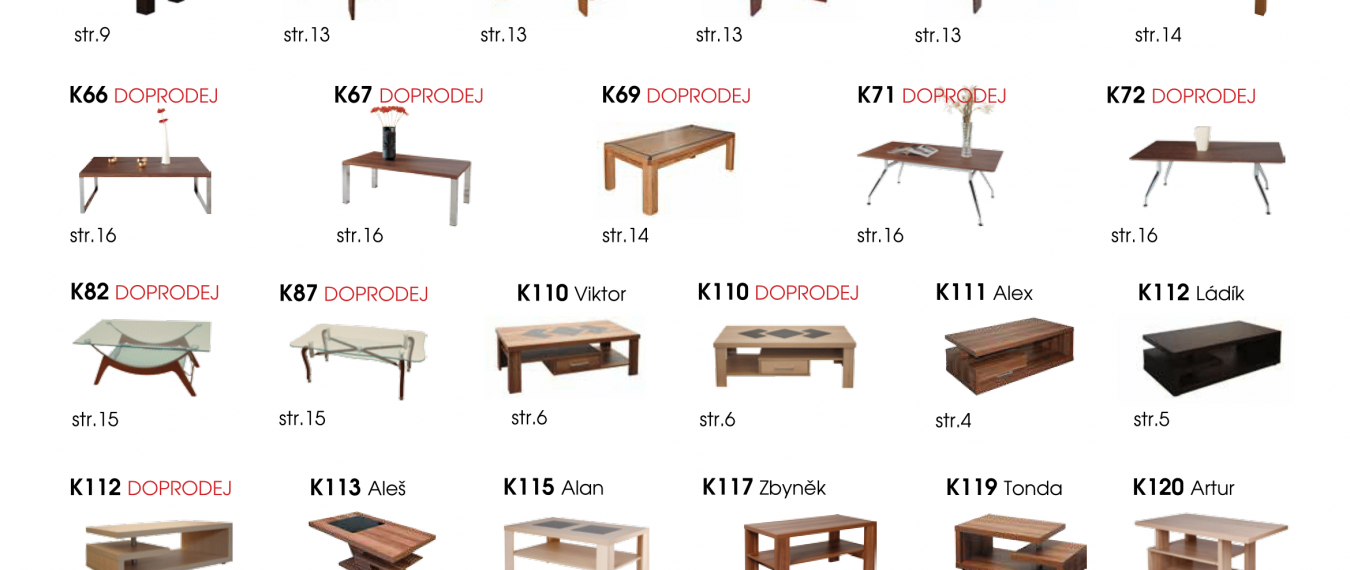 str.9 str.13 str.13 str.13 str.13 str.14
K66 DOPRODEJ K67 DOPRODEJ K69 DOPRODEJ K71 DOPRODEJ K72 DOPRODEJ
str.16 str.16 str.14 str.16 str.16
K82 DOPRODEJ K87 DOPRODEJ K110 Viktor K110 DOPRODEJ K111 Alex K112 Ládík
str.15 str.15 str.6 str.6 str.4 str.5
K112 DOPRODEJ K113 Aleš K115 Alan K117 Zbyněk K119 Tonda K120 Artur